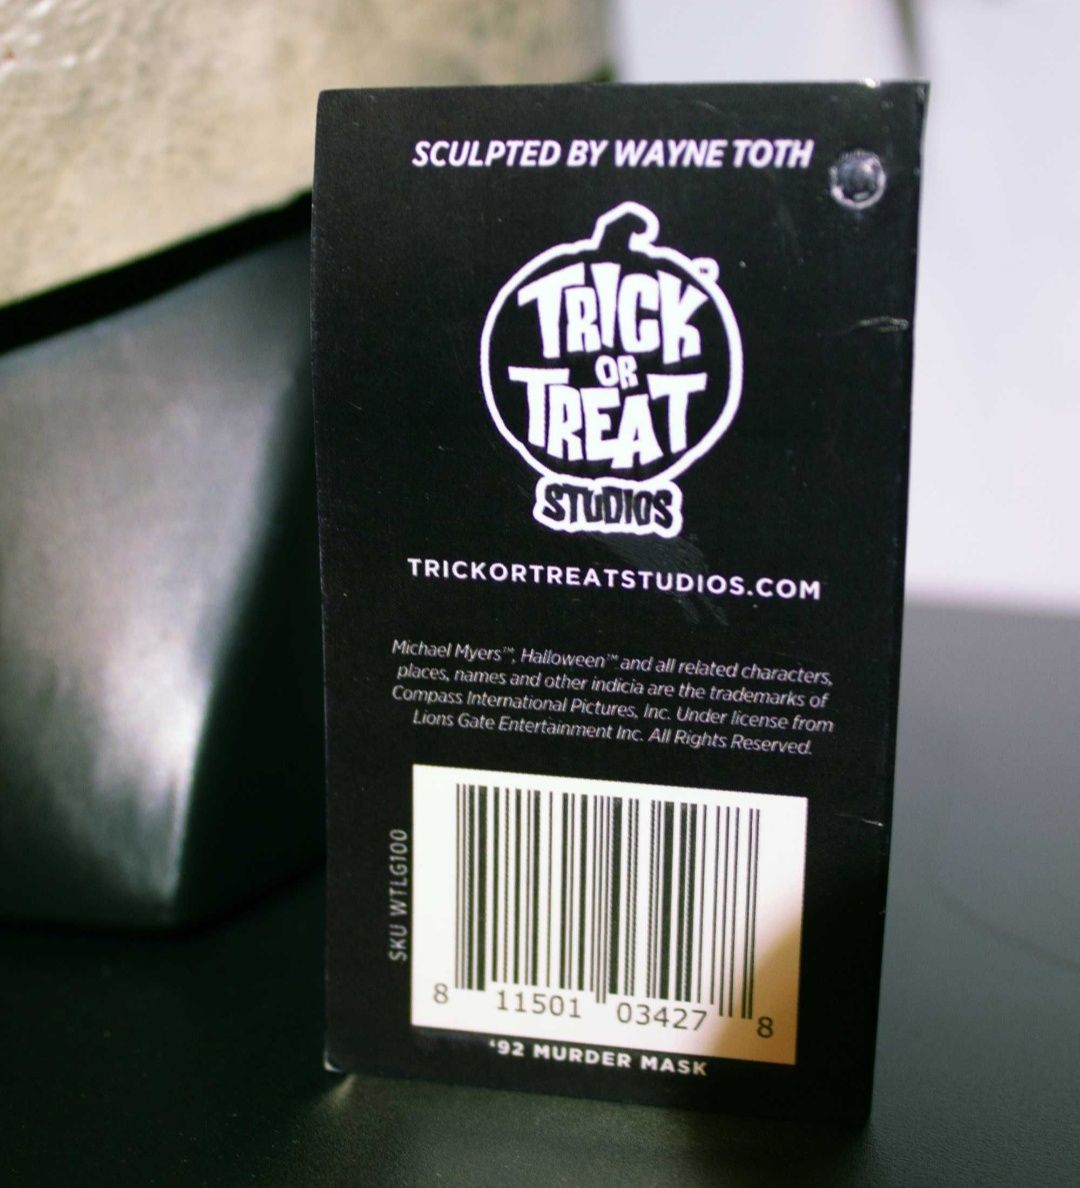 SCULPTED BY WAYNE TOTH
TRICK
OR
TREAT
STUDIOS
TRICKORTREATSTUDIOS.COM
Michael Myers™, Halloween™ and all related characters,
places, names and other indicia are the trademarks of
Compass International Pictures, Inc. Under license from
Lions Gate Entertainment Inc. All Rights Reserved.
SKU WTLG100
8 11501 03427 8
'92 MURDER MASK